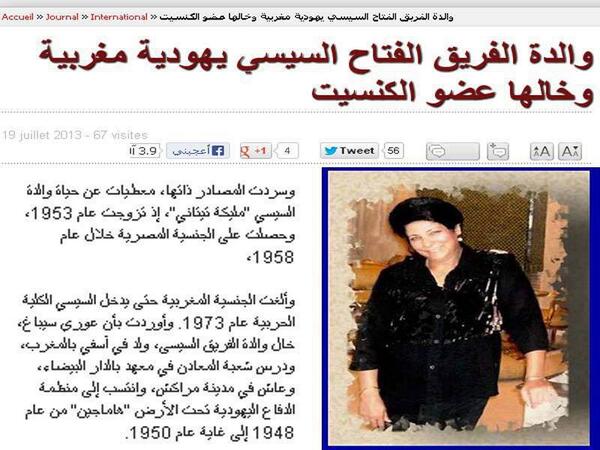 Accueil » Journal » International » والدة الفريق الفتاح السيسي يهودية مغربية وخالها عضو الكنسيت
والدة الفريق الفتاح السيسي يهودية مغربية
وخالها عضو الكنسيت
19 juillet 2013 - 67 visites
3.9 آا أعجبني +1 4 Tweet 56 AA AA
وسردت المصادر ذاتها، معطيات عن حياة والدة
السيسي "مليكة تيتاني"، إذ تزوجت عام 1953،
وحصلت على الجنسية المصرية خلال عام
1958،
وألغت الجنسية المغربية حتى يدخل السيسي الكلية
الحربية عام 1973. وأوردت بأن عوري سيباغ،
خال والدة الفريق السيسي، ولد في آسفي بالمغرب،
ودرس شعبة المعادن في معهد بالدار البيضاء،
وعاش في مدينة مراكش، وانتسب إلى منظمة
الدفاع اليهودية تحت الأرض "هاماجين" من عام
1948 إلى غاية عام 1950.